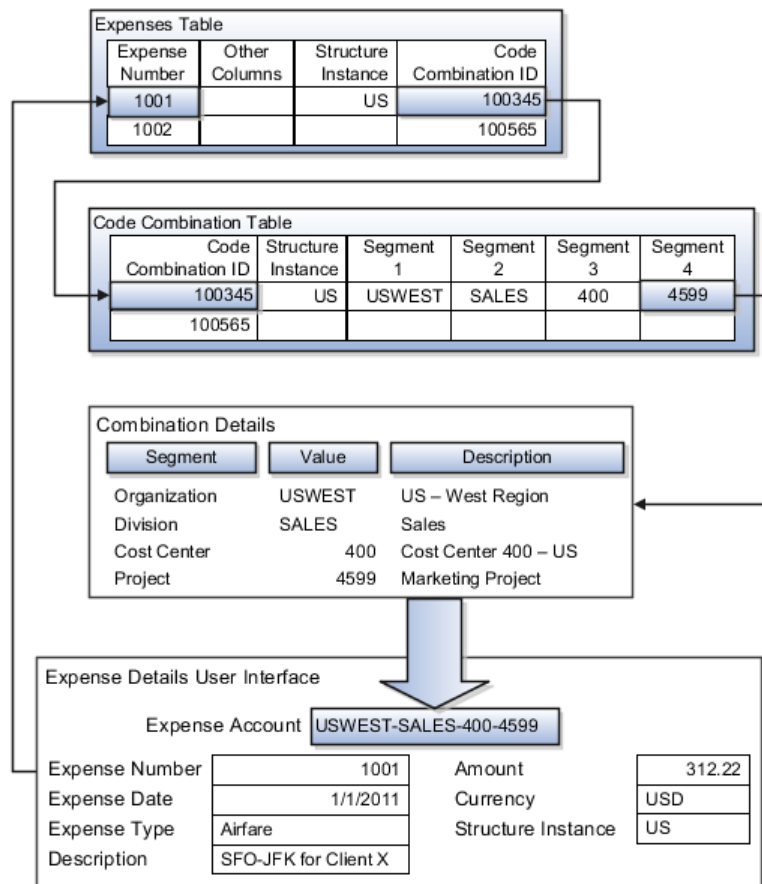 Expenses Table
Expense Number Other Columns Structure Instance Code Combination ID
1001 US 100345
1002 100565
Code Combination Table
Code Combination ID Structure Instance Segment 1 Segment 2 Segment 3 Segment 4
100345 US USWEST SALES 400 4599
100565
Combination Details
Segment Value Description
Organization USWEST US – West Region
Division SALES Sales
Cost Center 400 Cost Center 400 – US
Project 4599 Marketing Project
Expense Details User Interface
Expense Account USWEST-SALES-400-4599
Expense Number 1001 Amount 312.22
Expense Date 1/1/2011 Currency USD
Expense Type Airfare Structure Instance US
Description SFO-JFK for Client X